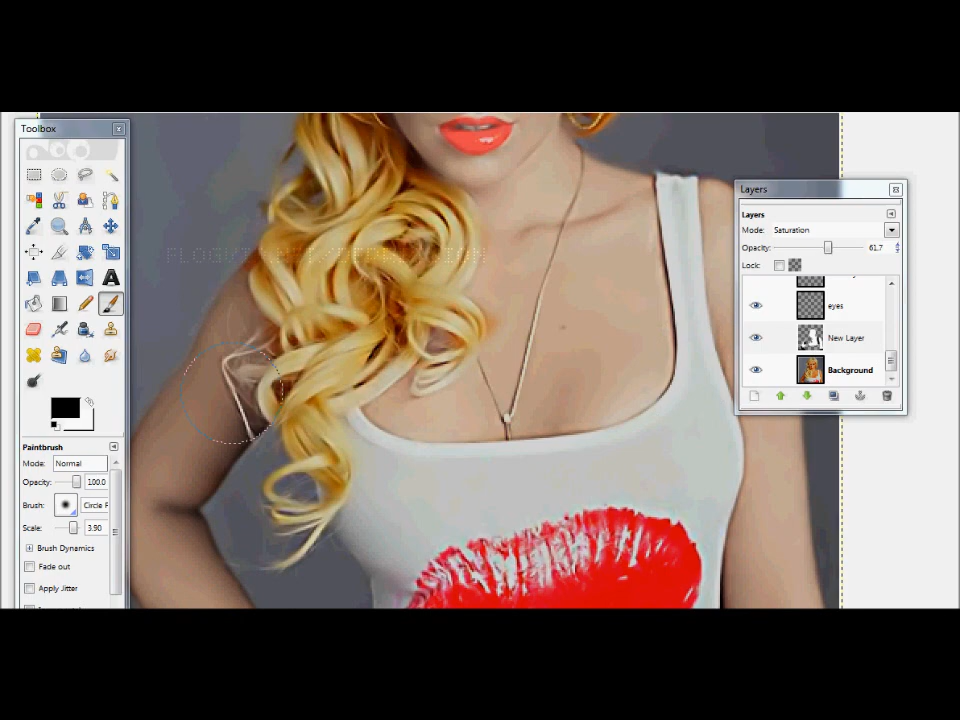 Toolbox
Paintbrush
Mode: Normal
Opacity: 100.0
Brush: Circle
Scale: 3.90
Brush Dynamics
Fade out
Apply Jitter
Layers
Layers
Mode: Saturation
Opacity: 61.7
Lock:
eyes
New Layer
Background